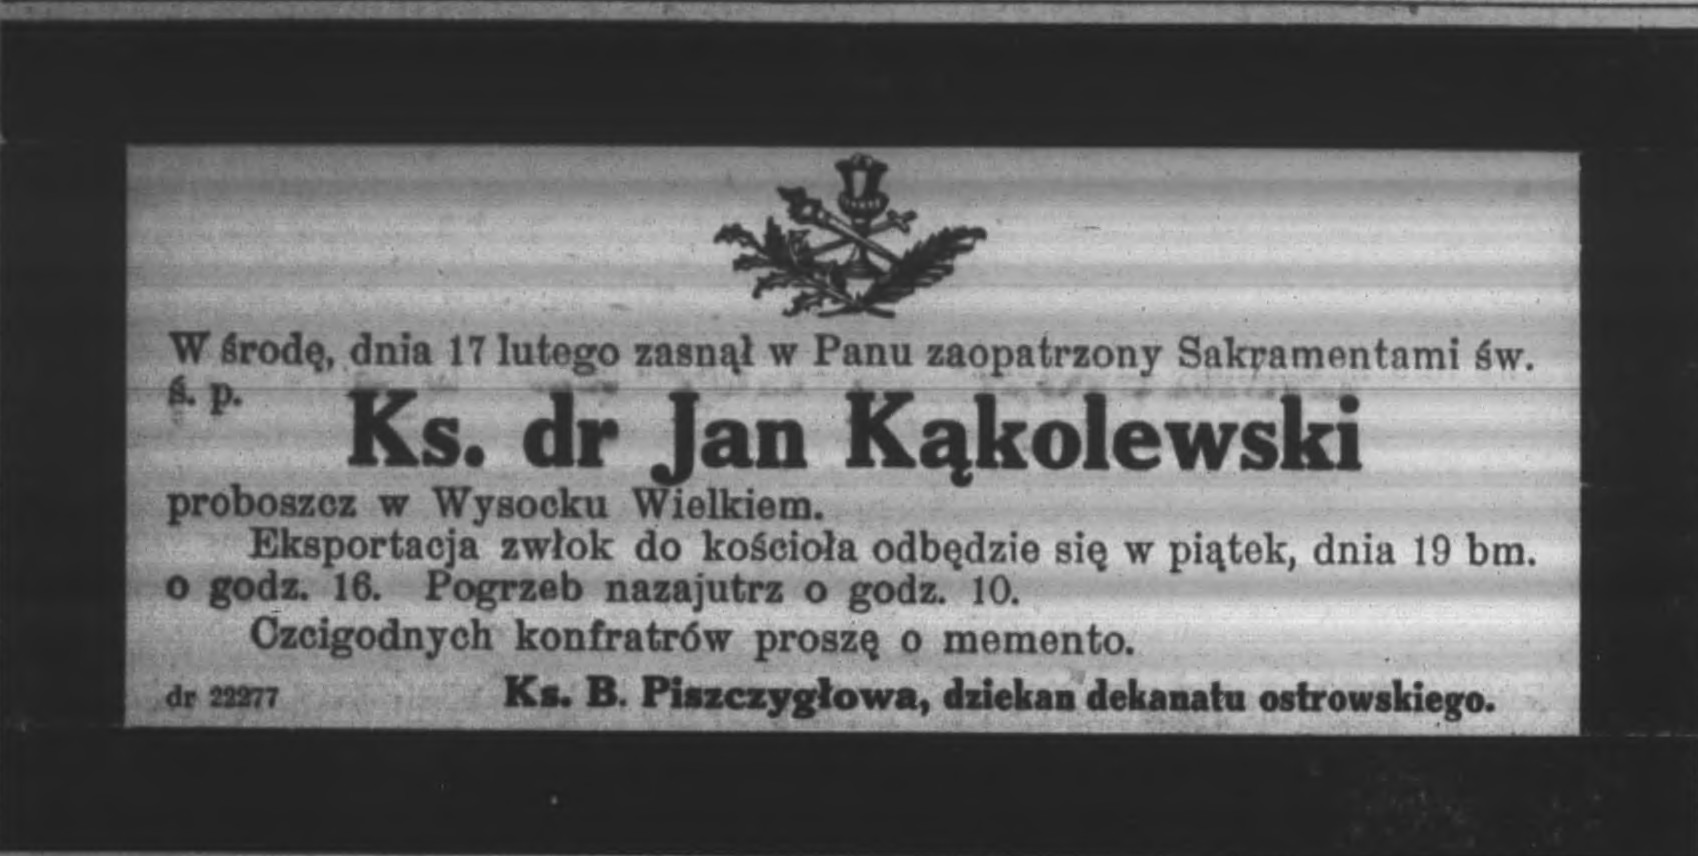 W środę, dnia 17 lutego zasnął w Panu zaopatrzony Sakramentami św.
ś. p.
Ks. dr Jan Kąkolewski
proboszcz w Wysocku Wielkiem.
Eksportacja zwłok do kościoła odbędzie się w piątek, dnia 19 bm.
o godz. 16. Pogrzeb nazajutrz o godz. 10.
Czcigodnych konfratrów proszę o memento.
dr 22277 Ks. B. Piszczygłowa, dziekan dekanatu ostrowskiego.